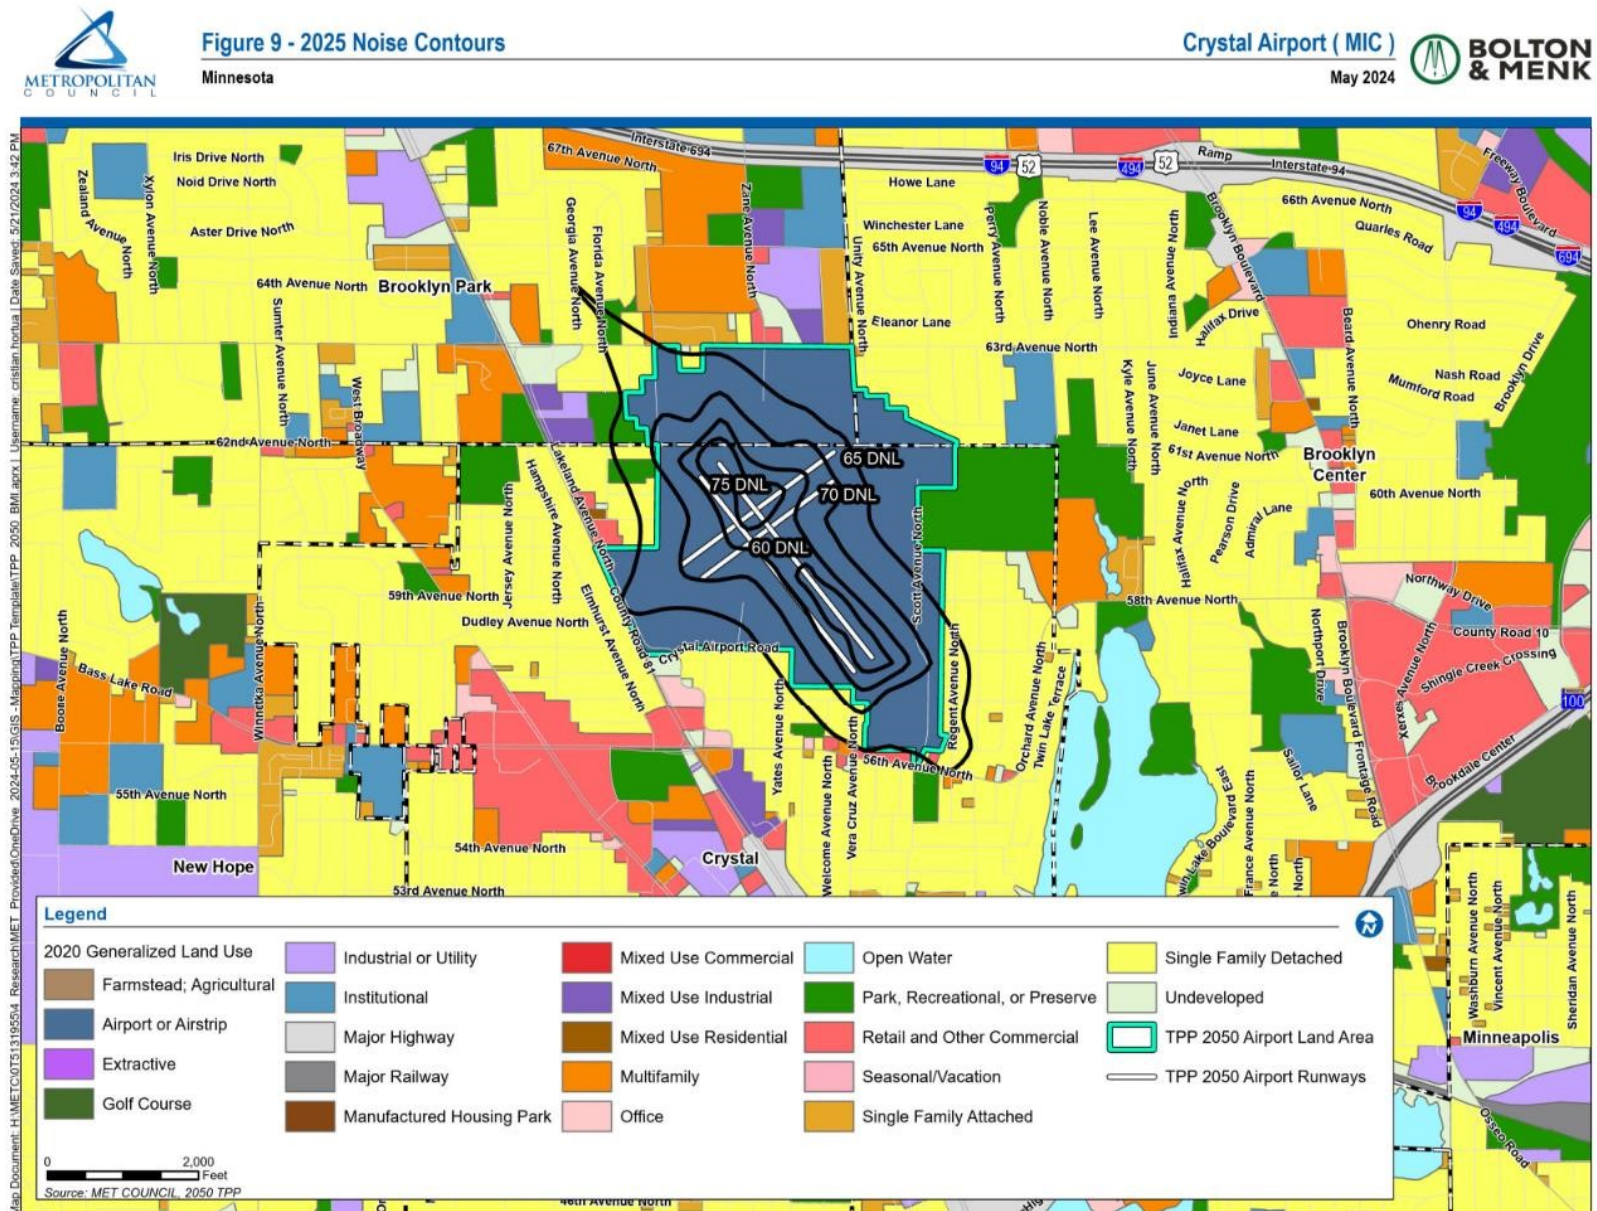 METROPOLITAN
COUNCIL
Figure 9 - 2025 Noise Contours
Minnesota
Crystal Airport ( MIC )
May 2024
BOLTON
& MENK
Interstate 694
67th Avenue North
94
52
494
52
Ramp
Interstate 94
Freeway Boulevard
Iris Drive North
Noid Drive North
Zealand Avenue North
Xylon Avenue North
Aster Drive North
64th Avenue North
Brooklyn Park
Sumter Avenue North
Georgia Avenue North
Florida Avenue North
Zane Avenue North
Unity Avenue North
Howe Lane
Winchester Lane
65th Avenue North
Perry Avenue North
Noble Avenue North
Lee Avenue North
Indiana Avenue North
Brooklyn Boulevard
66th Avenue North
Quarles Road
94
494
694
Eleanor Lane
63rd Avenue North
Halifax Drive
Beard Avenue North
Ohenry Road
Joyce Lane
Nash Road
Mumford Road
Brooklyn Drive
Kyle Avenue North
June Avenue North
Janet Lane
61st Avenue North
Brooklyn
Center
60th Avenue North
62nd Avenue North
West Broadway
Lakeland Avenue North
Hampshire Avenue North
Jersey Avenue North
65 DNL
75 DNL
70 DNL
60 DNL
Scott Avenue North
Halifax Avenue North
Pearson Drive
Admiral Lane
59th Avenue North
Dudley Avenue North
Elmhurst Avenue North
County Road 81
Crystal Airport Road
58th Avenue North
Northway Drive
County Road 10
Shingle Creek Crossing
Northport Drive
Brooklyn Boulevard Frontage Road
Xerxes Avenue North
100
Brookdale Center
Boone Avenue North
Bass Lake Road
Winnetka Avenue North
Yates Avenue North
Welcome Avenue North
Vera Cruz Avenue North
Regent Avenue North
Orchard Avenue North
Twin Lake Terrace
56th Avenue North
55th Avenue North
54th Avenue North
53rd Avenue North
New Hope
Crystal
Sailor Lane
France Avenue North
Washburn Avenue North
Vincent Avenue North
Sheridan Avenue North
Minneapolis
Osseo Road
Legend
2020 Generalized Land Use
Farmstead; Agricultural
Airport or Airstrip
Extractive
Golf Course
Industrial or Utility
Institutional
Major Highway
Major Railway
Manufactured Housing Park
Mixed Use Commercial
Mixed Use Industrial
Mixed Use Residential
Multifamily
Office
Open Water
Park, Recreational, or Preserve
Retail and Other Commercial
Seasonal/Vacation
Single Family Attached
Single Family Detached
Undeveloped
TPP 2050 Airport Land Area
TPP 2050 Airport Runways
N
0 2,000
Feet
Source: MET COUNCIL, 2050 TPP